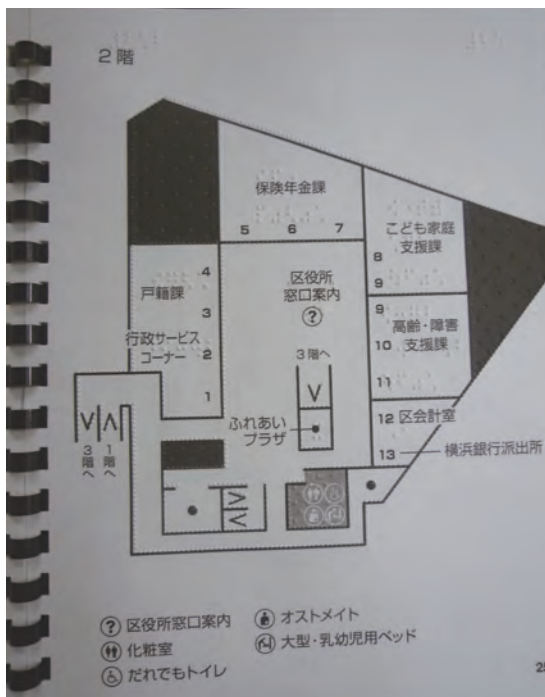 2階
保険年金課
5 6 7
こども家庭
支援課
8
9
4
戸籍課
3
行政サービス
コーナー
2
1
区役所
窓口案内
?
9
高齢・障害
支援課
10
11
3階へ
ふれあい
プラザ
12 区会計室
13
横浜銀行派出所
3階へ
1階へ
? 区役所窓口案内
化粧室
だれでもトイレ
オストメイト
大型・乳幼児用ベッド